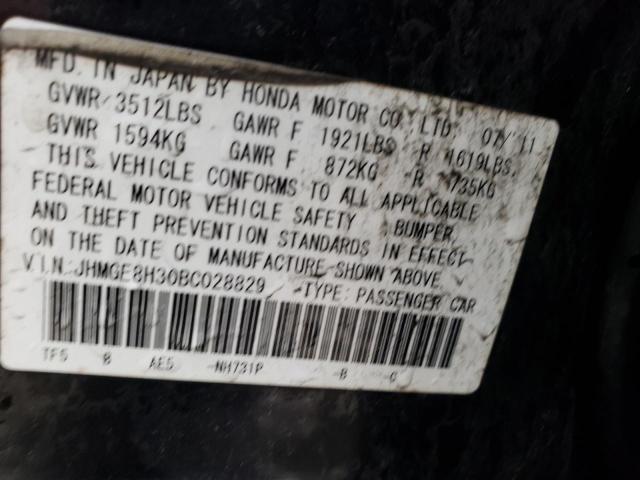 MFD. IN JAPAN BY HONDA MOTOR CO.,LTD. 07/'11
GVWR 3512LBS GAWR F 1921LBS R 1619LBS.
GVWR 1594KG GAWR F 872KG R 735KG
THIS VEHICLE CONFORMS TO ALL APPLICABLE
FEDERAL MOTOR VEHICLE SAFETY BUMPER
AND THEFT PREVENTION STANDARDS IN EFFECT
ON THE DATE OF MANUFACTURE SHOWN ABOVE
V.I.N.:JHMGE8H30BC028829 TYPE: PASSENGER CAR
TF5 B AE5 -NH731P -B -C